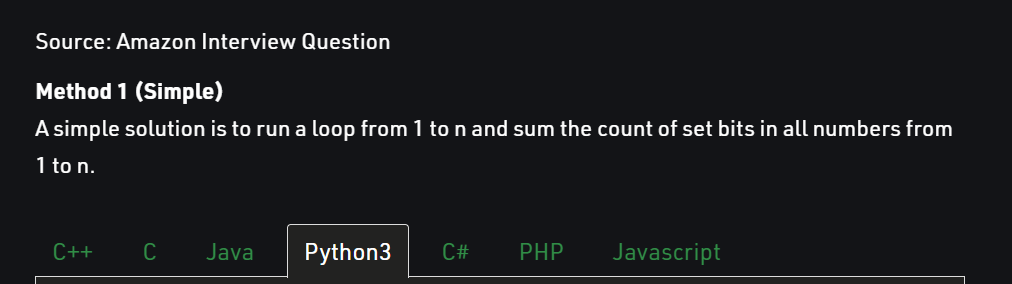 Source: Amazon Interview Question
Method 1 (Simple)
A simple solution is to run a loop from 1 to n and sum the count of set bits in all numbers from
1 to n.
C++ C Java Python3 C# PHP Javascript